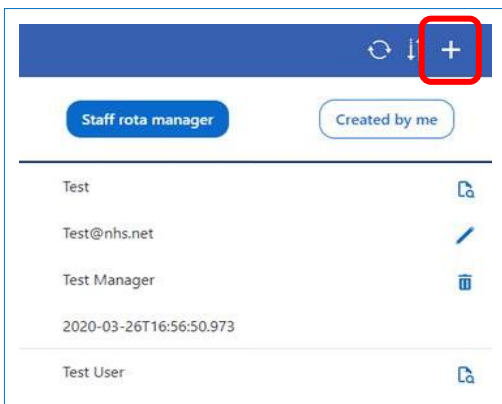 Staff rota manager Created by me
Test
Test@nhs.net
Test Manager
2020-03-26T16:56:50.973
Test User